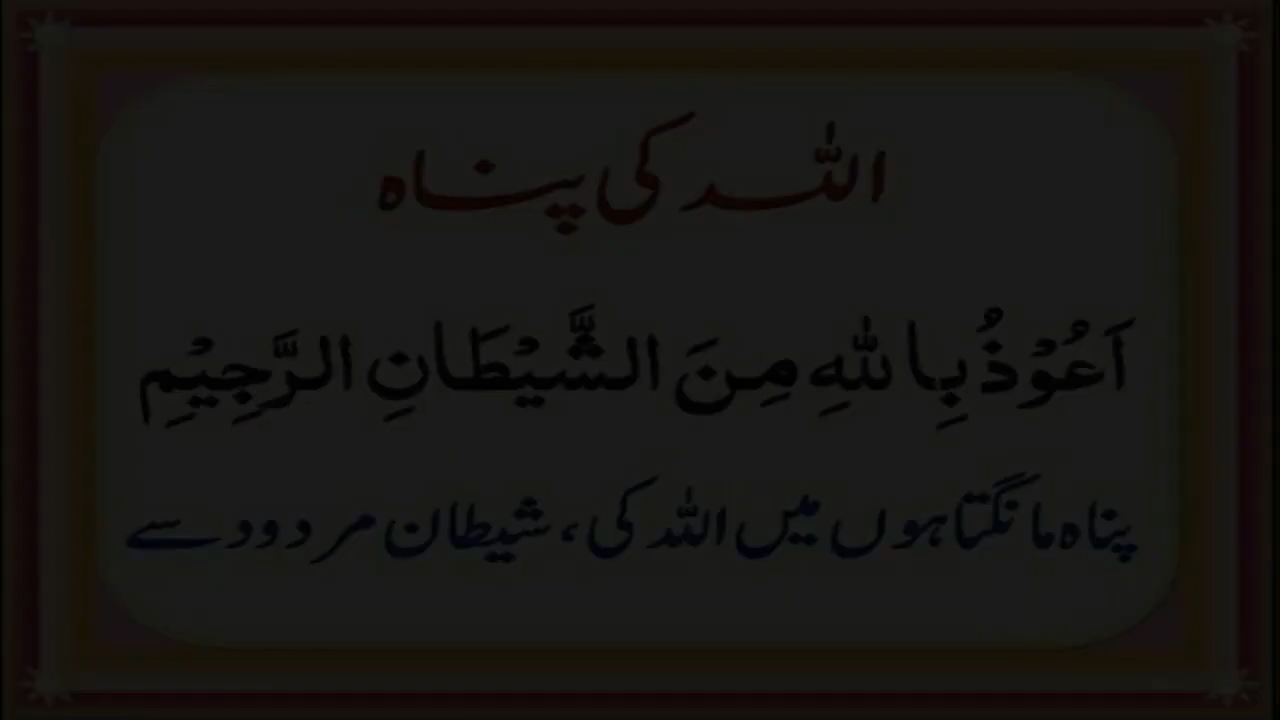 اللہ کی پناہ
اَعُوْذُ بِاللّٰهِ مِنَ الشَّيْطَانِ الرَّجِيْمِ
پناہ مانگتا ہوں میں اللہ کی، شیطان مردود سے